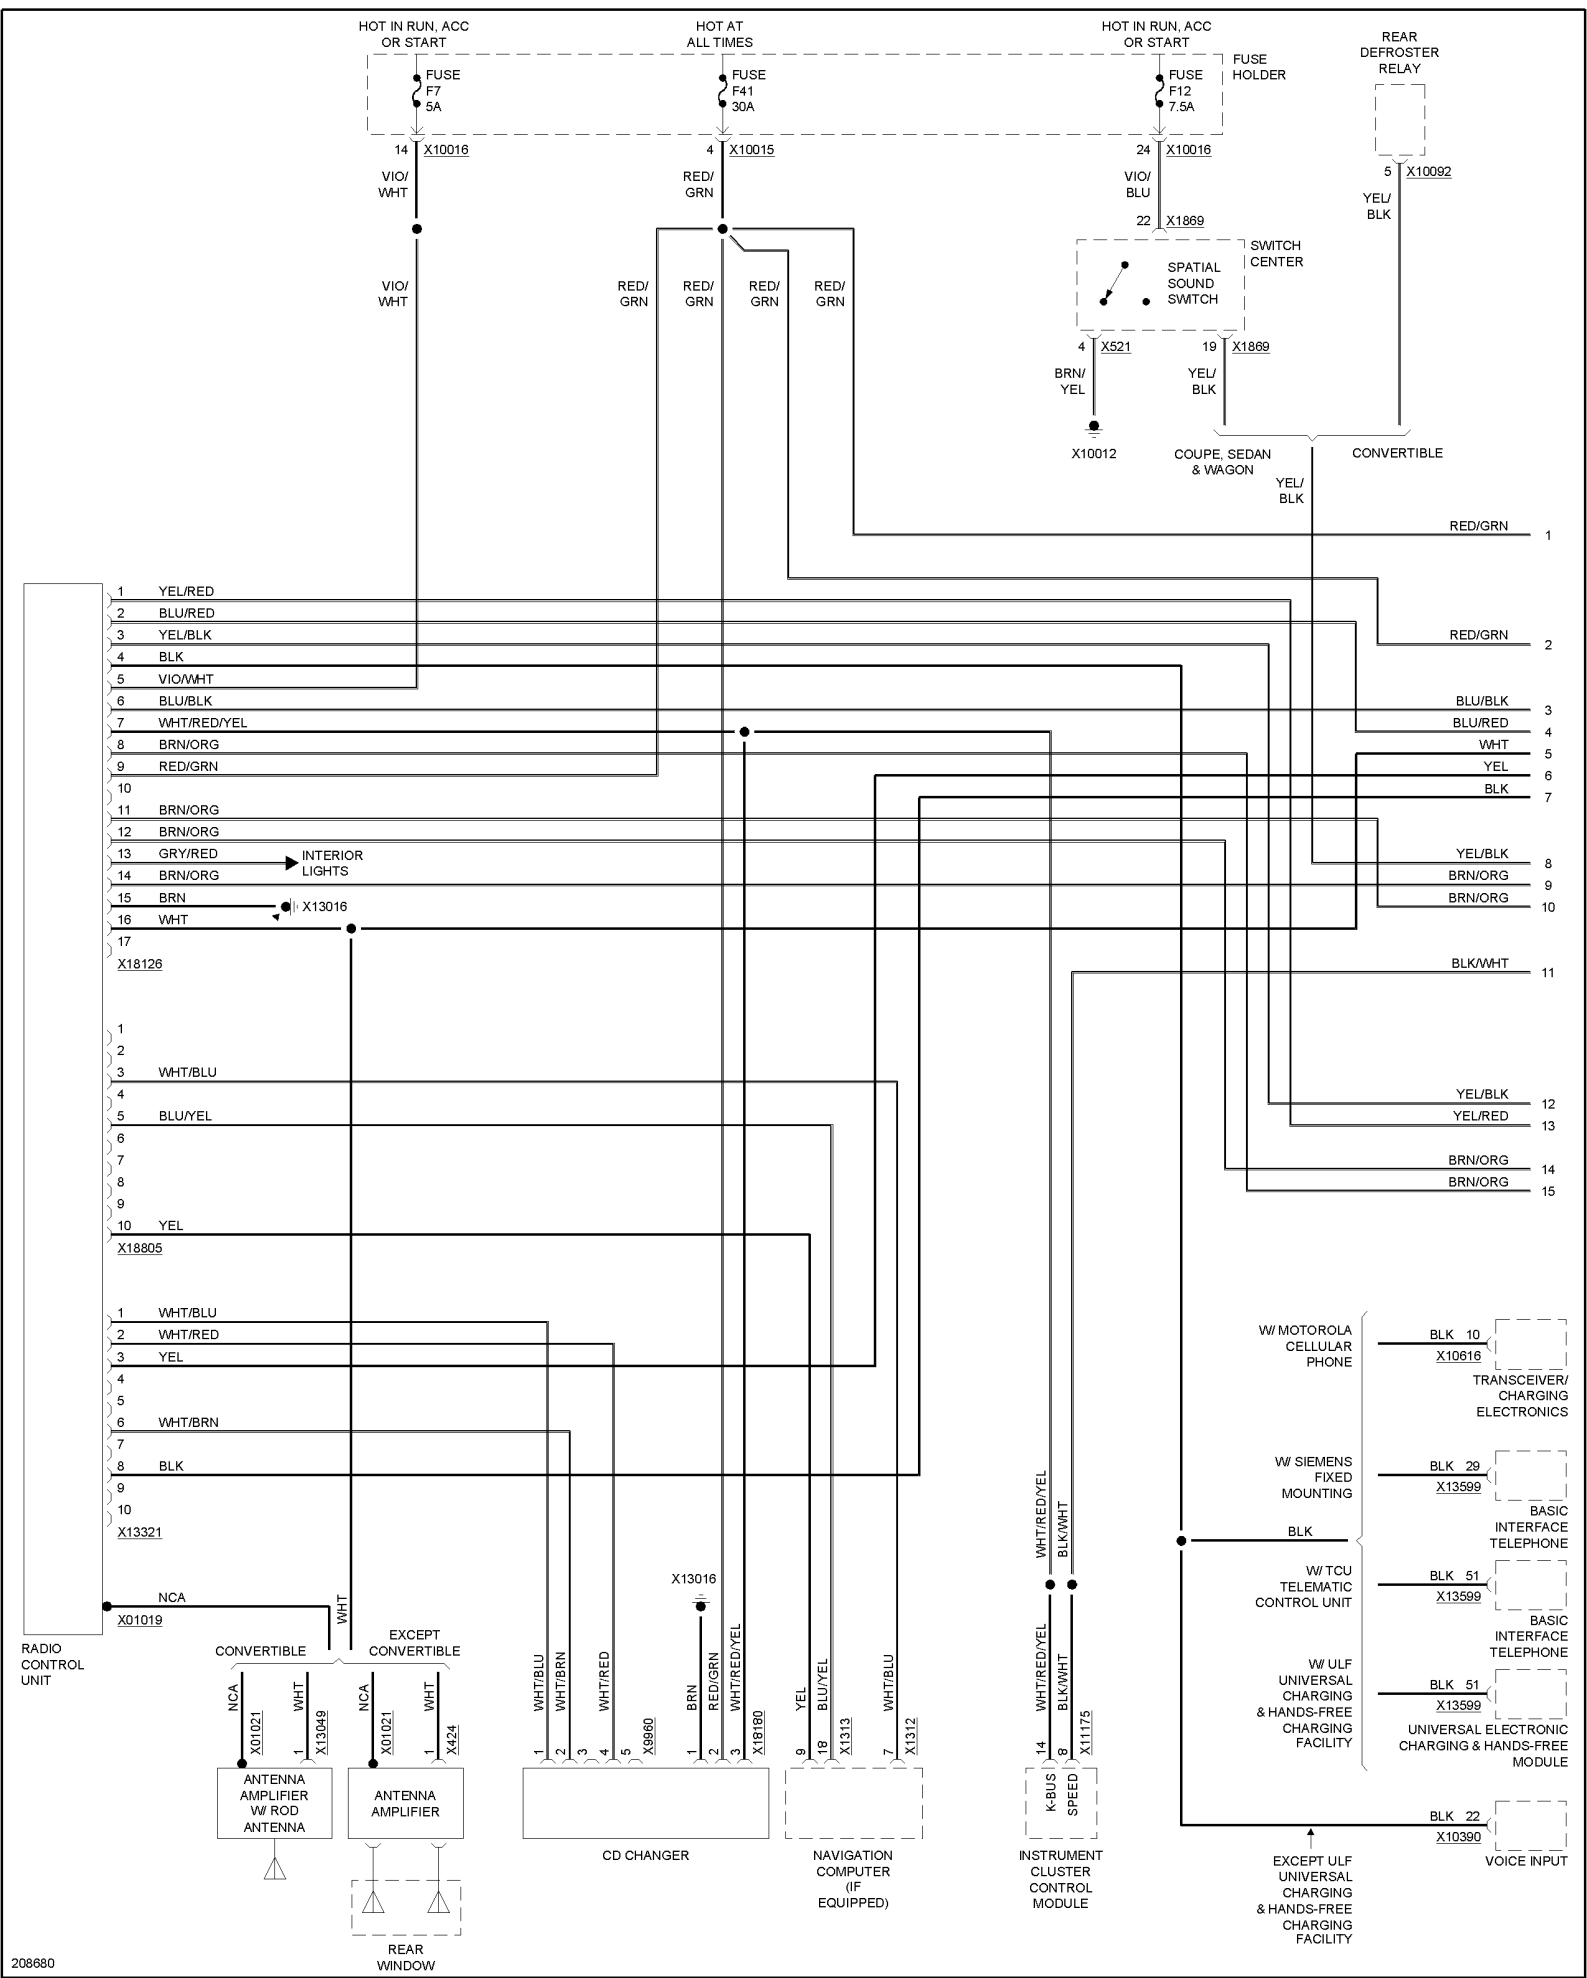 HOT IN RUN, ACC
OR START
HOT AT
ALL TIMES
HOT IN RUN, ACC
OR START
REAR
DEFROSTER
RELAY
FUSE
F7
5A
FUSE
F41
30A
FUSE
F12
7.5A
FUSE
HOLDER
14 X10016
4 X10015
24 X10016
5 X10092
VIO/
WHT
RED/
GRN
VIO/
BLU
YEL/
BLK
22 X1869
SWITCH
CENTER
SPATIAL
SOUND
SWITCH
VIO/
WHT
RED/
GRN
RED/
GRN
RED/
GRN
RED/
GRN
4 X521
19 X1869
BRN/
YEL
YEL/
BLK
X10012
COUPE, SEDAN
& WAGON
CONVERTIBLE
YEL/
BLK
RED/GRN 1
RED/GRN 2
BLU/BLK 3
BLU/RED 4
WHT 5
YEL 6
BLK 7
YEL/BLK 8
BRN/ORG 9
BRN/ORG 10
BLK/WHT 11
YEL/BLK 12
YEL/RED 13
BRN/ORG 14
BRN/ORG 15
1 YEL/RED
2 BLU/RED
3 YEL/BLK
4 BLK
5 VIO/WHT
6 BLU/BLK
7 WHT/RED/YEL
8 BRN/ORG
9 RED/GRN
10
11 BRN/ORG
12 BRN/ORG
13 GRY/RED
INTERIOR
LIGHTS
14 BRN/ORG
15 BRN
X13016
16 WHT
17
X18126
1
2
3 WHT/BLU
4
5 BLU/YEL
6
7
8
9
10 YEL
X18805
1 WHT/BLU
2 WHT/RED
3 YEL
4
5
6 WHT/BRN
7
8 BLK
9
10
X13321
NCA
X01019
RADIO
CONTROL
UNIT
WHT
CONVERTIBLE
EXCEPT
CONVERTIBLE
NCA
X01021
WHT
1 X13049
NCA
X01021
WHT
1 X424
ANTENNA
AMPLIFIER
W/ ROD
ANTENNA
ANTENNA
AMPLIFIER
REAR
WINDOW
WHT/BLU
1
WHT/BRN
2
3
WHT/RED
4
5
X9960
X13016
BRN
1
RED/GRN
2
WHT/RED/YEL
3
X18180
CD CHANGER
YEL
9
BLU/YEL
18
X1313
WHT/BLU
7
X1312
NAVIGATION
COMPUTER
(IF
EQUIPPED)
WHT/RED/YEL
BLK/WHT
WHT/RED/YEL
14
BLK/WHT
8
X11175
K-BUS
SPEED
INSTRUMENT
CLUSTER
CONTROL
MODULE
BLK
W/ MOTOROLA
CELLULAR
PHONE
BLK 10
X10616
TRANSCEIVER/
CHARGING
ELECTRONICS
W/ SIEMENS
FIXED
MOUNTING
BLK 29
X13599
BASIC
INTERFACE
TELEPHONE
W/ TCU
TELEMATIC
CONTROL UNIT
BLK 51
X13599
BASIC
INTERFACE
TELEPHONE
W/ ULF
UNIVERSAL
CHARGING
& HANDS-FREE
CHARGING
FACILITY
BLK 51
X13599
UNIVERSAL ELECTRONIC
CHARGING & HANDS-FREE
MODULE
BLK 22
X10390
VOICE INPUT
EXCEPT ULF
UNIVERSAL
CHARGING
& HANDS-FREE
CHARGING
FACILITY
208680